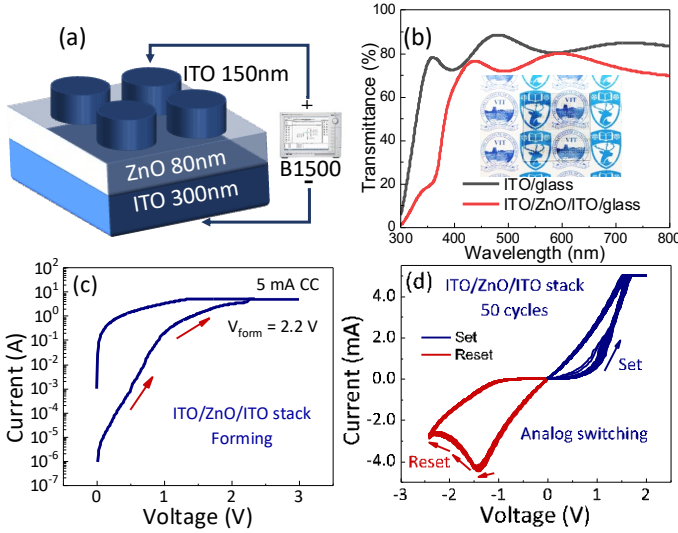 (a)
ITO 150nm
+
B1500
−
ZnO 80nm
ITO 300nm
(b)
Transmittance (%)
100
80
60
40
20
0
VIT
ITO/glass
ITO/ZnO/ITO/glass
300 400 500 600 700 800
Wavelength (nm)
(c)
5 mA CC
V_form = 2.2 V
ITO/ZnO/ITO stack
Forming
Current (A)
10²
10¹
10⁰
10⁻¹
10⁻²
10⁻³
10⁻⁴
10⁻⁵
10⁻⁶
10⁻⁷
0 1 2 3
Voltage (V)
(d)
ITO/ZnO/ITO stack
50 cycles
Set
Reset
Set
Analog switching
Reset
Current (mA)
4.0
2.0
0.0
-2.0
-4.0
-3 -2 -1 0 1 2
Voltage (V)